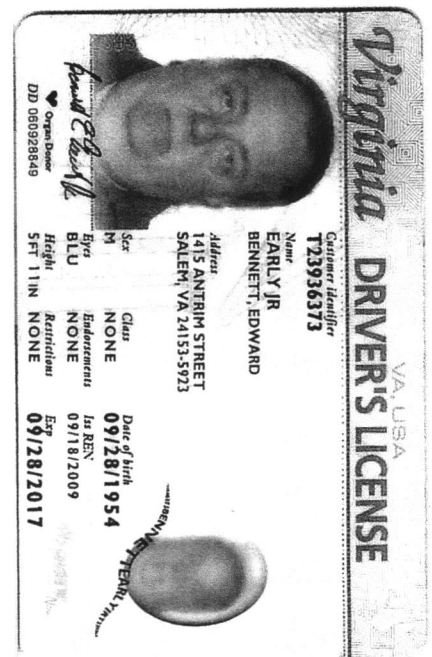 Virginia DRIVER'S LICENSE
VA, USA
Customer identifier
T23936373
Name
EARLY JR
BENNETT, EDWARD
Address
1415 ANTRIM STREET
SALEM, VA 24153-5923
Sex Class Date of birth
M NONE 09/28/1954
Eyes Endorsements Iss REN
BLU NONE 09/18/2009
Height Restrictions Exp
5FT 11IN NONE 09/28/2017
Organ Donor
DD 080928849